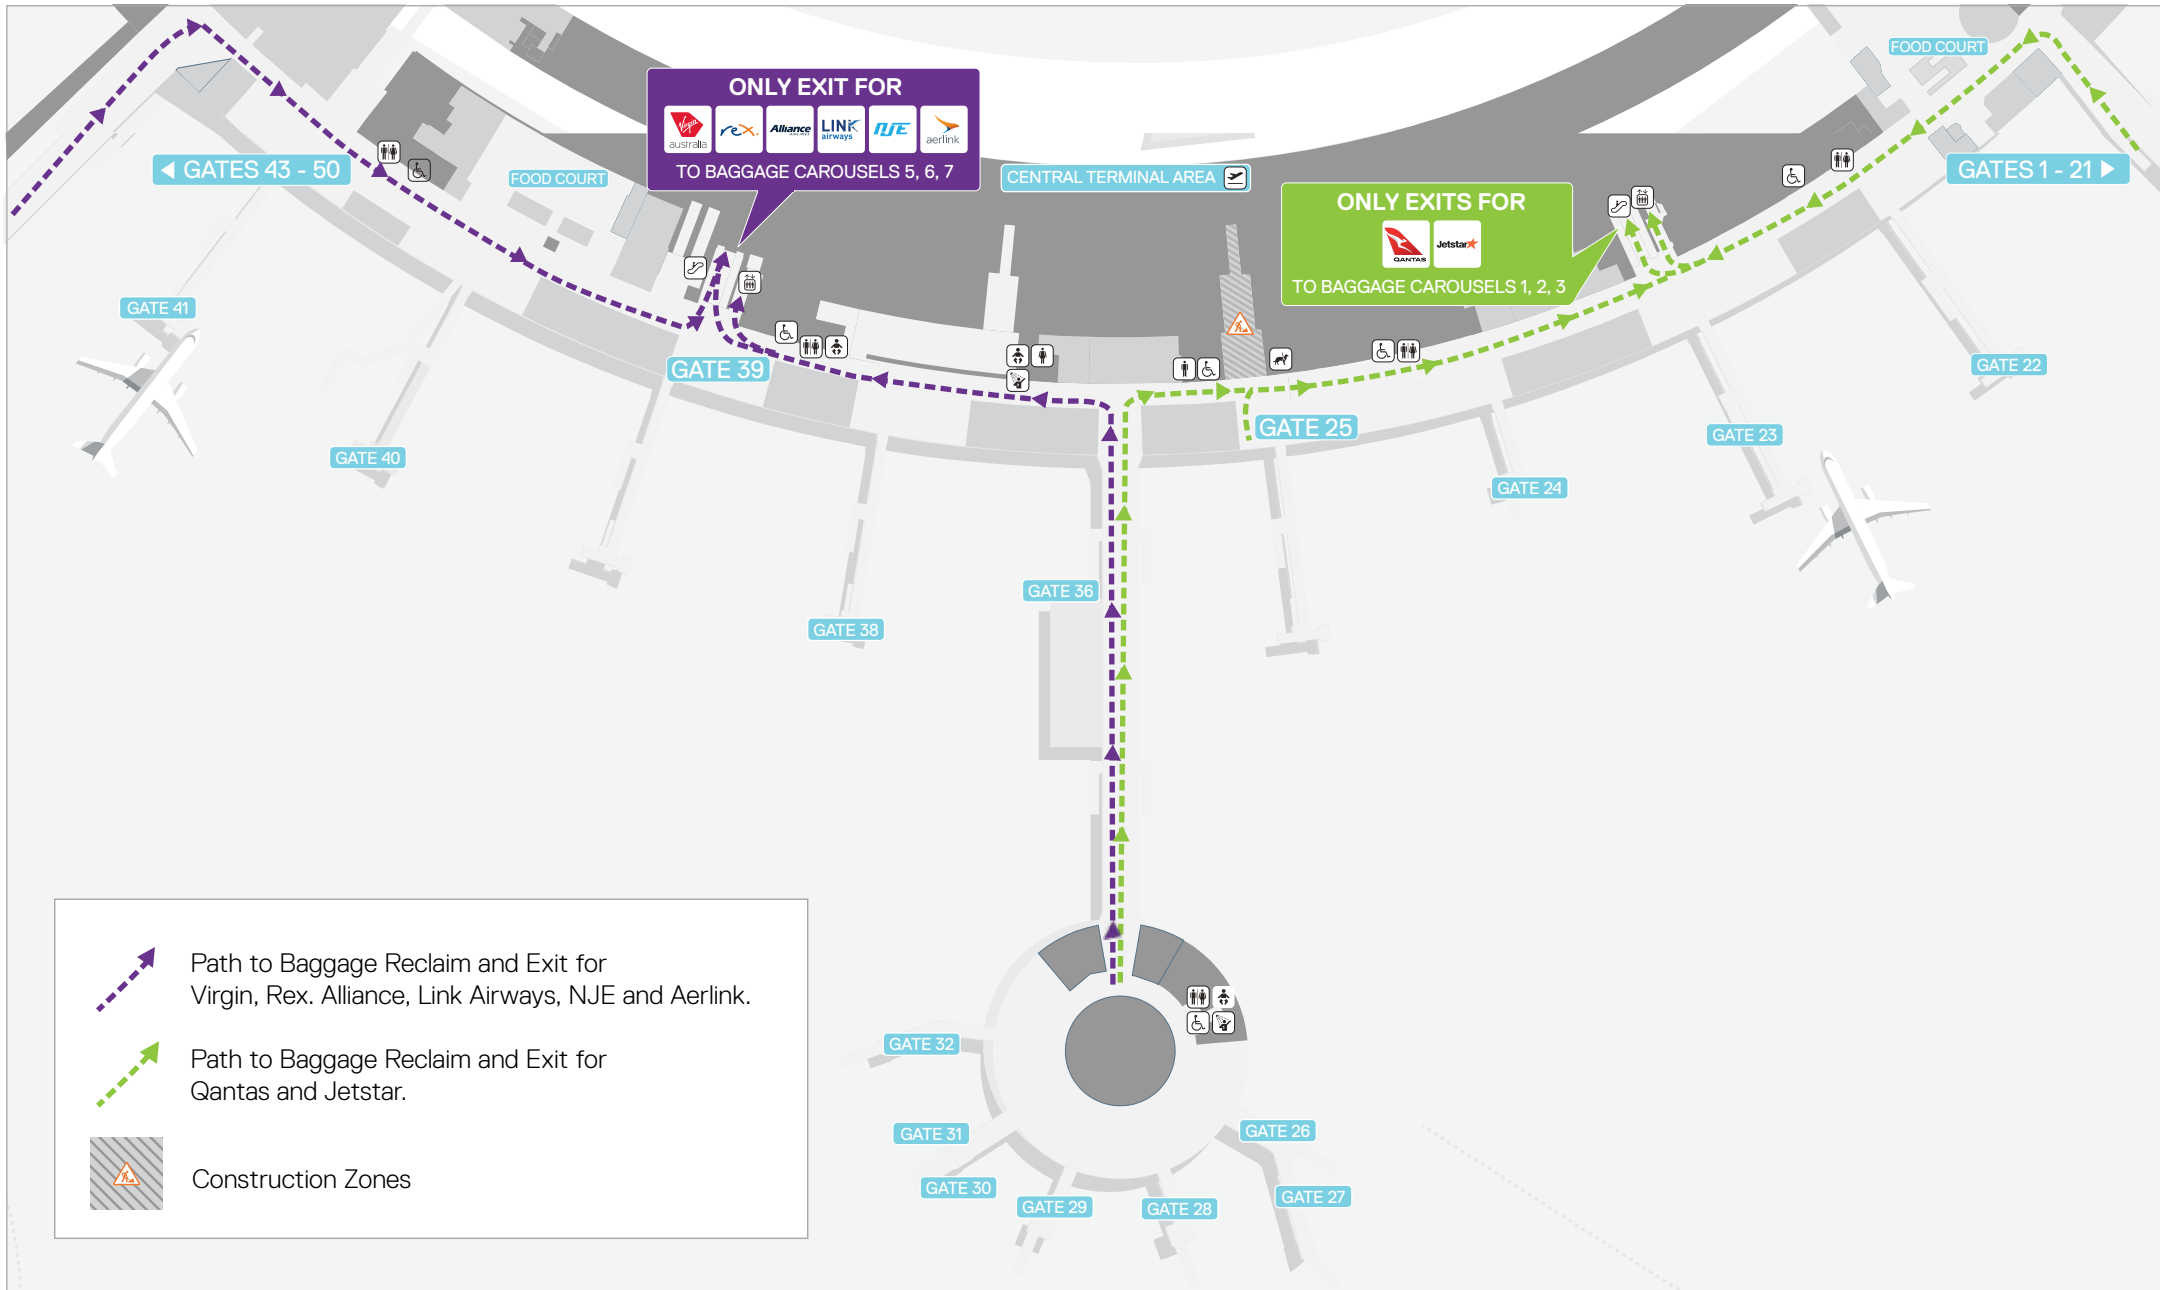 FOOD COURT
ONLY EXIT FOR
Virgin
australia
rex.
Alliance
AIRLINES
LINK
airways
NJE
aerlink
TO BAGGAGE CAROUSELS 5, 6, 7
GATES 43 - 50
FOOD COURT
CENTRAL TERMINAL AREA
GATES 1 - 21
ONLY EXITS FOR
QANTAS
Jetstar
TO BAGGAGE CAROUSELS 1, 2, 3
GATE 41
GATE 39
GATE 22
GATE 40
GATE 25
GATE 23
GATE 24
GATE 36
GATE 38
Path to Baggage Reclaim and Exit for
Virgin, Rex. Alliance, Link Airways, NJE and Aerlink.
Path to Baggage Reclaim and Exit for
Qantas and Jetstar.
Construction Zones
GATE 32
GATE 31
GATE 26
GATE 30
GATE 29
GATE 28
GATE 27